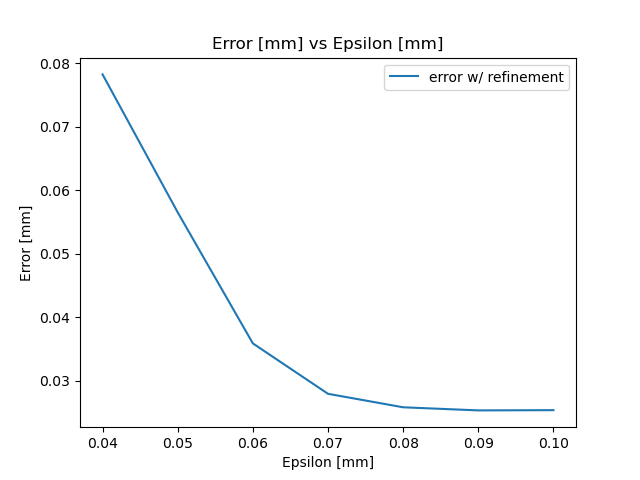 Error [mm] vs Epsilon [mm]
error w/ refinement
0.08
0.07
0.06
0.05
0.04
0.03
Error [mm]
0.04 0.05 0.06 0.07 0.08 0.09 0.10
Epsilon [mm]